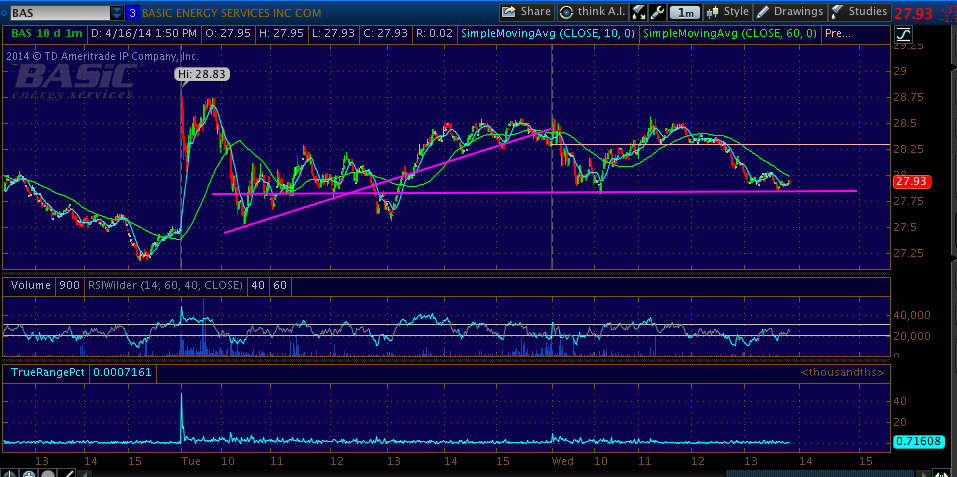 BAS 3 BASIC ENERGY SERVICES INC COM Share think A.I. 1m Style Drawings Studies 27.93
BAS 10 d 1m D: 4/16/14 1:50 PM O: 27.95 H: 27.95 L: 27.93 C: 27.93 R: 0.02 SimpleMovingAvg (CLOSE, 10, 0) SimpleMovingAvg (CLOSE, 60, 0) Pre...
2014 © TD Ameritrade IP Company, Inc.
BASiC
energy services
Hi: 28.83
29.25
29
28.75
28.5
28.25
28
27.93
27.75
27.5
27.25
Volume 900 RSIWilder (14, 60, 40, CLOSE) 40 60
40,000
20,000
0
TrueRangePct 0.0007161 <thousandths>
40
20
0.71608
13 14 15 Tue 10 11 12 13 14 15 Wed 10 11 12 13 14 15